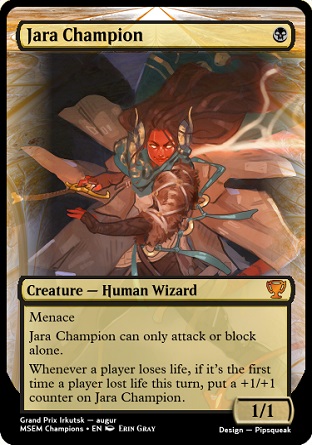 Jara Champion
Creature — Human Wizard
Menace
Jara Champion can only attack or block
alone.
Whenever a player loses life, if it's the first
time a player lost life this turn, put a +1/+1
counter on Jara Champion.
1/1
Grand Prix Irkutsk — augur
MSEM Champions • EN Erin Gray
Design — Pipsqueak